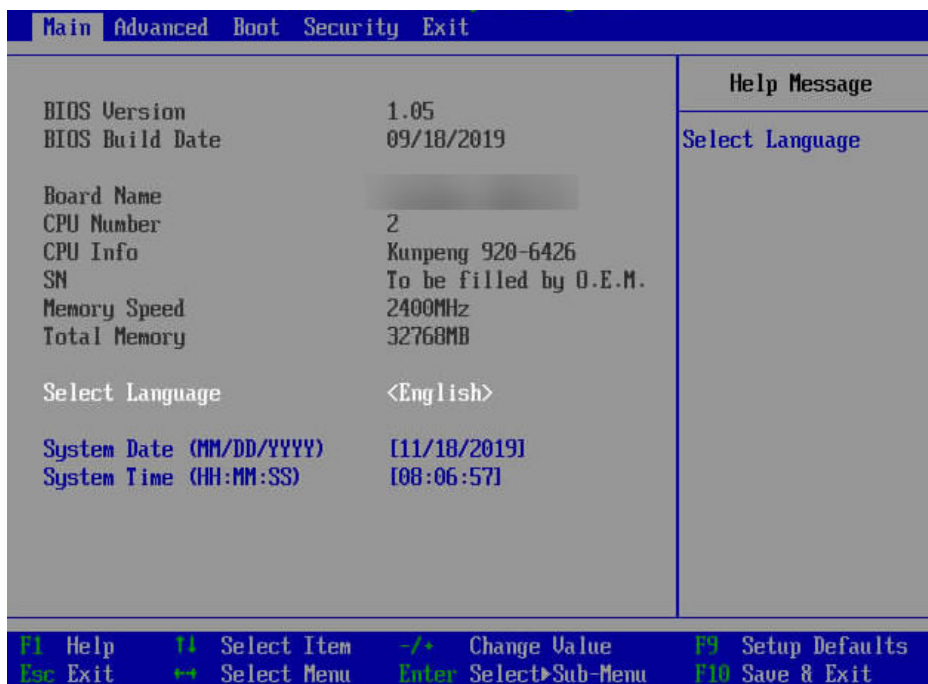 Main Advanced Boot Security Exit
Help Message
Select Language
BIOS Version 1.05
BIOS Build Date 09/18/2019
Board Name
CPU Number 2
CPU Info Kunpeng 920-6426
SN To be filled by O.E.M.
Memory Speed 2400MHz
Total Memory 32768MB
Select Language <English>
System Date (MM/DD/YYYY) [11/18/2019]
System Time (HH:MM:SS) [08:06:57]
F1 Help ↑↓ Select Item -/+ Change Value F9 Setup Defaults
Esc Exit ←→ Select Menu Enter Select▶Sub-Menu F10 Save & Exit